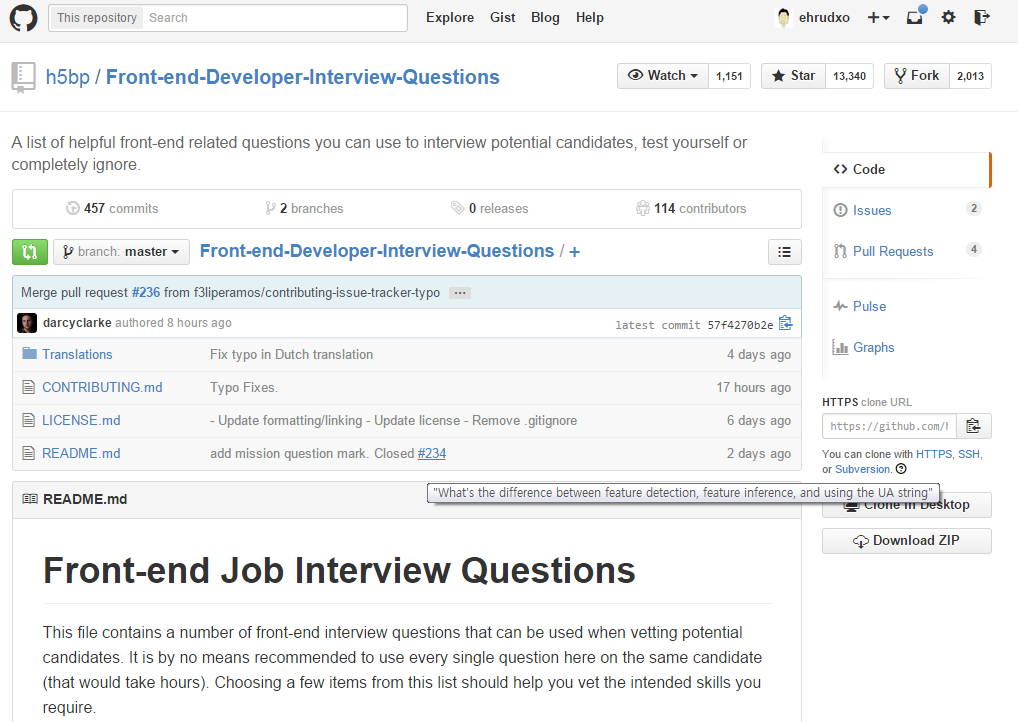 This repository Search Explore Gist Blog Help ehrudxo
h5bp / Front-end-Developer-Interview-Questions Watch 1,151 Star 13,340 Fork 2,013
A list of helpful front-end related questions you can use to interview potential candidates, test yourself or
completely ignore.
457 commits 2 branches 0 releases 114 contributors
branch: master Front-end-Developer-Interview-Questions / +
Merge pull request #236 from f3liperamos/contributing-issue-tracker-typo ...
darcyclarke authored 8 hours ago latest commit 57f4270b2e
Translations Fix typo in Dutch translation 4 days ago
CONTRIBUTING.md Typo Fixes. 17 hours ago
LICENSE.md - Update formatting/linking - Update license - Remove .gitignore 6 days ago
README.md add mission question mark. Closed #234 2 days ago
"What's the difference between feature detection, feature inference, and using the UA string"
README.md
Front-end Job Interview Questions
This file contains a number of front-end interview questions that can be used when vetting potential
candidates. It is by no means recommended to use every single question here on the same candidate
(that would take hours). Choosing a few items from this list should help you vet the intended skills you
require.
Code
Issues 2
Pull Requests 4
Pulse
Graphs
HTTPS clone URL
https://github.com/h
You can clone with HTTPS, SSH,
or Subversion.
Clone in Desktop
Download ZIP